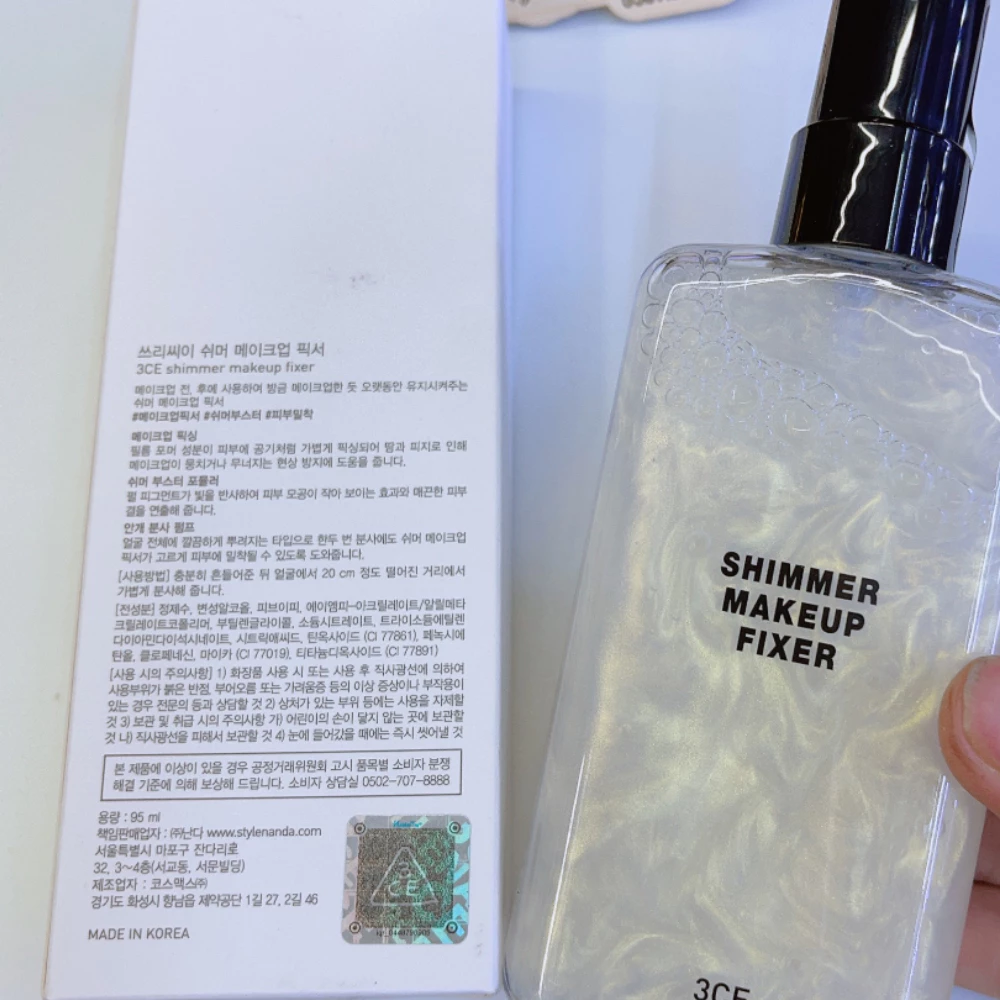 쓰리씨이 쉬머 메이크업 픽서
3CE shimmer makeup fixer
메이크업 전, 후에 사용하여 방금 메이크업한 듯 오랫동안 유지시켜주는
쉬머 메이크업 픽서
#메이크업픽서 #쉬머부스터 #피부밀착
메이크업 픽싱
필름 포머 성분이 피부에 공기처럼 가볍게 픽싱되어 땀과 피지로 인해
메이크업이 뭉치거나 무너지는 현상 방지에 도움을 줍니다.
쉬머 부스터 포뮬러
펄 피그먼트가 빛을 반사하여 피부 모공이 작아 보이는 효과와 매끈한 피부
결을 연출해 줍니다.
안개 분사 펌프
얼굴 전체에 깔끔하게 뿌려지는 타입으로 한두 번 분사에도 쉬머 메이크업
픽서가 고르게 피부에 밀착될 수 있도록 도와줍니다.
[사용방법] 충분히 흔들어준 뒤 얼굴에서 20 cm 정도 떨어진 거리에서
가볍게 분사해 줍니다.
[전성분] 정제수, 변성알코올, 피브이피, 에이엠피-아크릴레이트/알릴메타
크릴레이트코폴리머, 부틸렌글라이콜, 소듐시트레이트, 트라이소듐에틸렌
다이아민다이석시네이트, 시트릭애씨드, 틴옥사이드 (CI 77861), 페녹시에
탄올, 클로페네신, 마이카 (CI 77019), 티타늄디옥사이드 (CI 77891)
[사용 시의 주의사항] 1) 화장품 사용 시 또는 사용 후 직사광선에 의하여
사용부위가 붉은 반점, 부어오름 또는 가려움증 등의 이상 증상이나 부작용이
있는 경우 전문의 등과 상담할 것 2) 상처가 있는 부위 등에는 사용을 자제할
것 3) 보관 및 취급 시의 주의사항 가) 어린이의 손이 닿지 않는 곳에 보관할
것 나) 직사광선을 피해서 보관할 것 4) 눈에 들어갔을 때에는 즉시 씻어낼 것
본 제품에 이상이 있을 경우 공정거래위원회 고시 품목별 소비자 분쟁
해결 기준에 의해 보상해 드립니다. 소비자 상담실 0502-707-8888
용량 : 95 ml
책임판매업자 : ㈜난다 www.stylenanda.com
서울특별시 마포구 잔다리로
32, 3~4층(서교동, 서문빌딩)
제조업자 : 코스맥스㈜
경기도 화성시 향남읍 제약공단 1길 27, 2길 46
MADE IN KOREA
3CE
SHIMMER
MAKEUP
FIXER
3CE